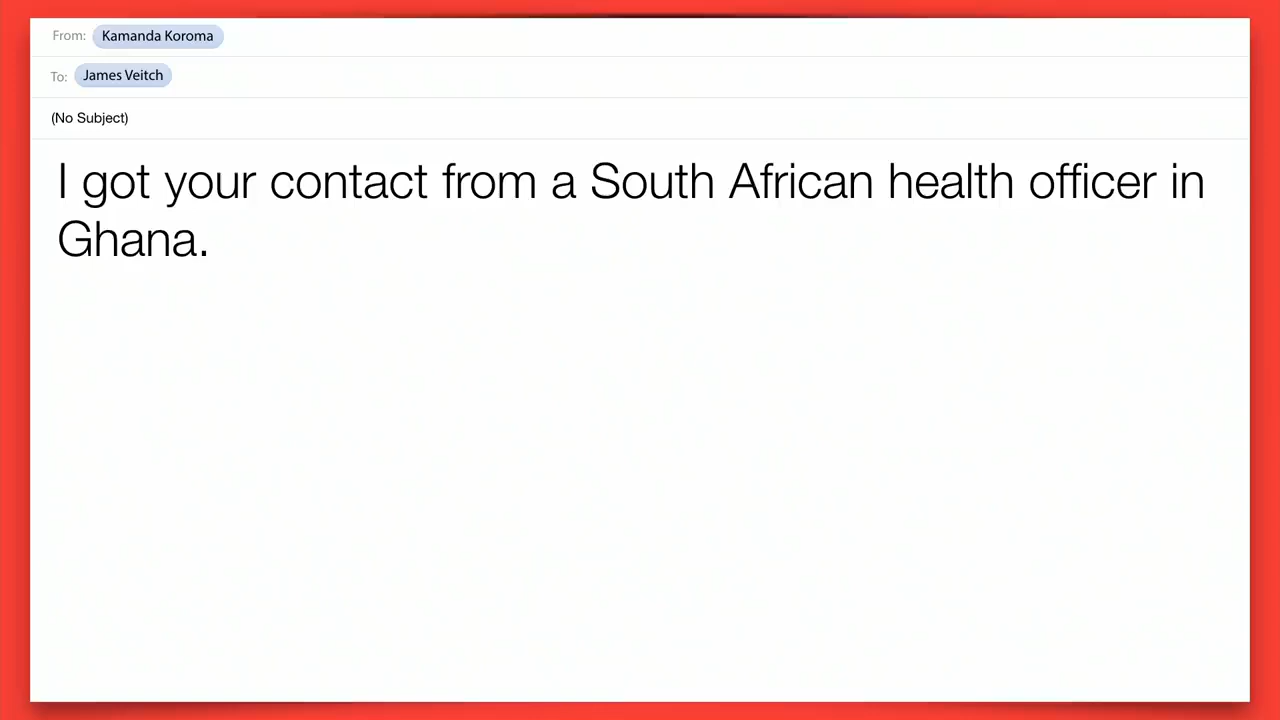 From: Kamanda Koroma
To: James Veitch
(No Subject)
I got your contact from a South African health officer in
Ghana.